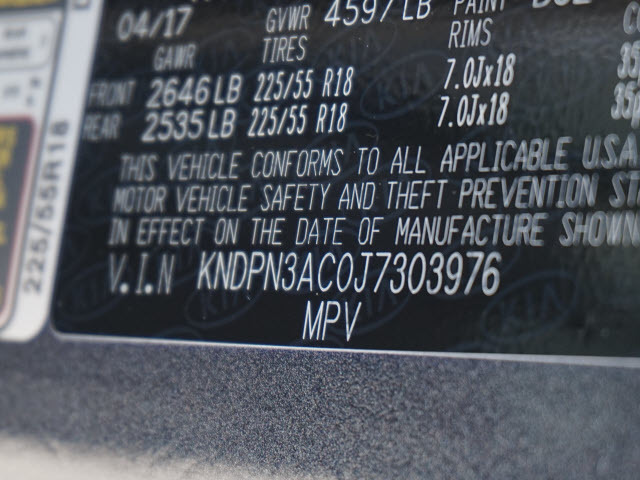 04/17 GVWR 4597LB PAINT
GAWR TIRES RIMS
FRONT 2646LB 225/55 R18 7.0Jx18
REAR 2535LB 225/55 R18 7.0Jx18
THIS VEHICLE CONFORMS TO ALL APPLICABLE U.S.A
MOTOR VEHICLE SAFETY AND THEFT PREVENTION ST
IN EFFECT ON THE DATE OF MANUFACTURE SHOWN
V.I.N KNDPN3AC0J7303976
MPV
225/55R18